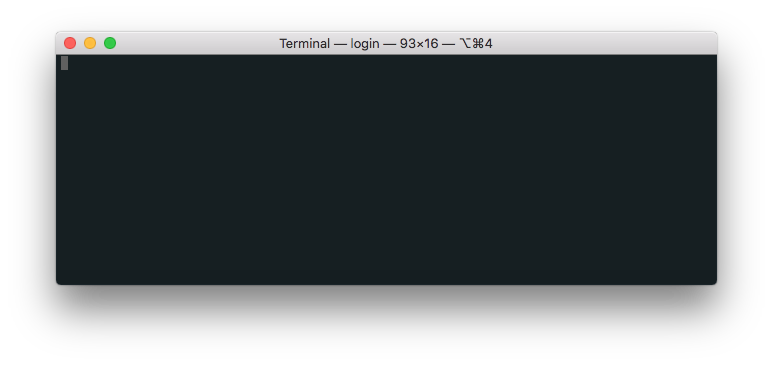 Terminal — login — 93×16 — ⌥⌘4